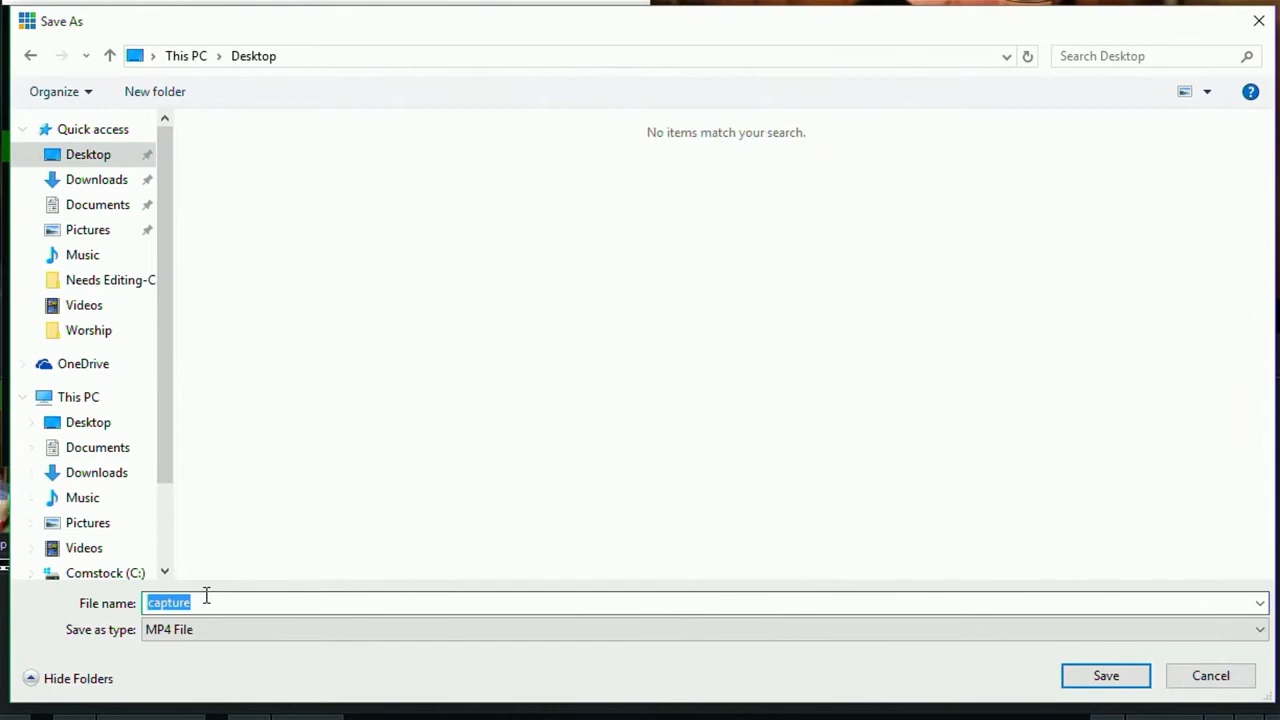 Save As
This PC > Desktop
Search Desktop
Organize
New folder
Quick access
No items match your search.
Desktop
Downloads
Documents
Pictures
Music
Needs Editing-C
Videos
Worship
OneDrive
This PC
Desktop
Documents
Downloads
Music
Pictures
Videos
Comstock (C:)
File name: capture
Save as type: MP4 File
Hide Folders
Save
Cancel